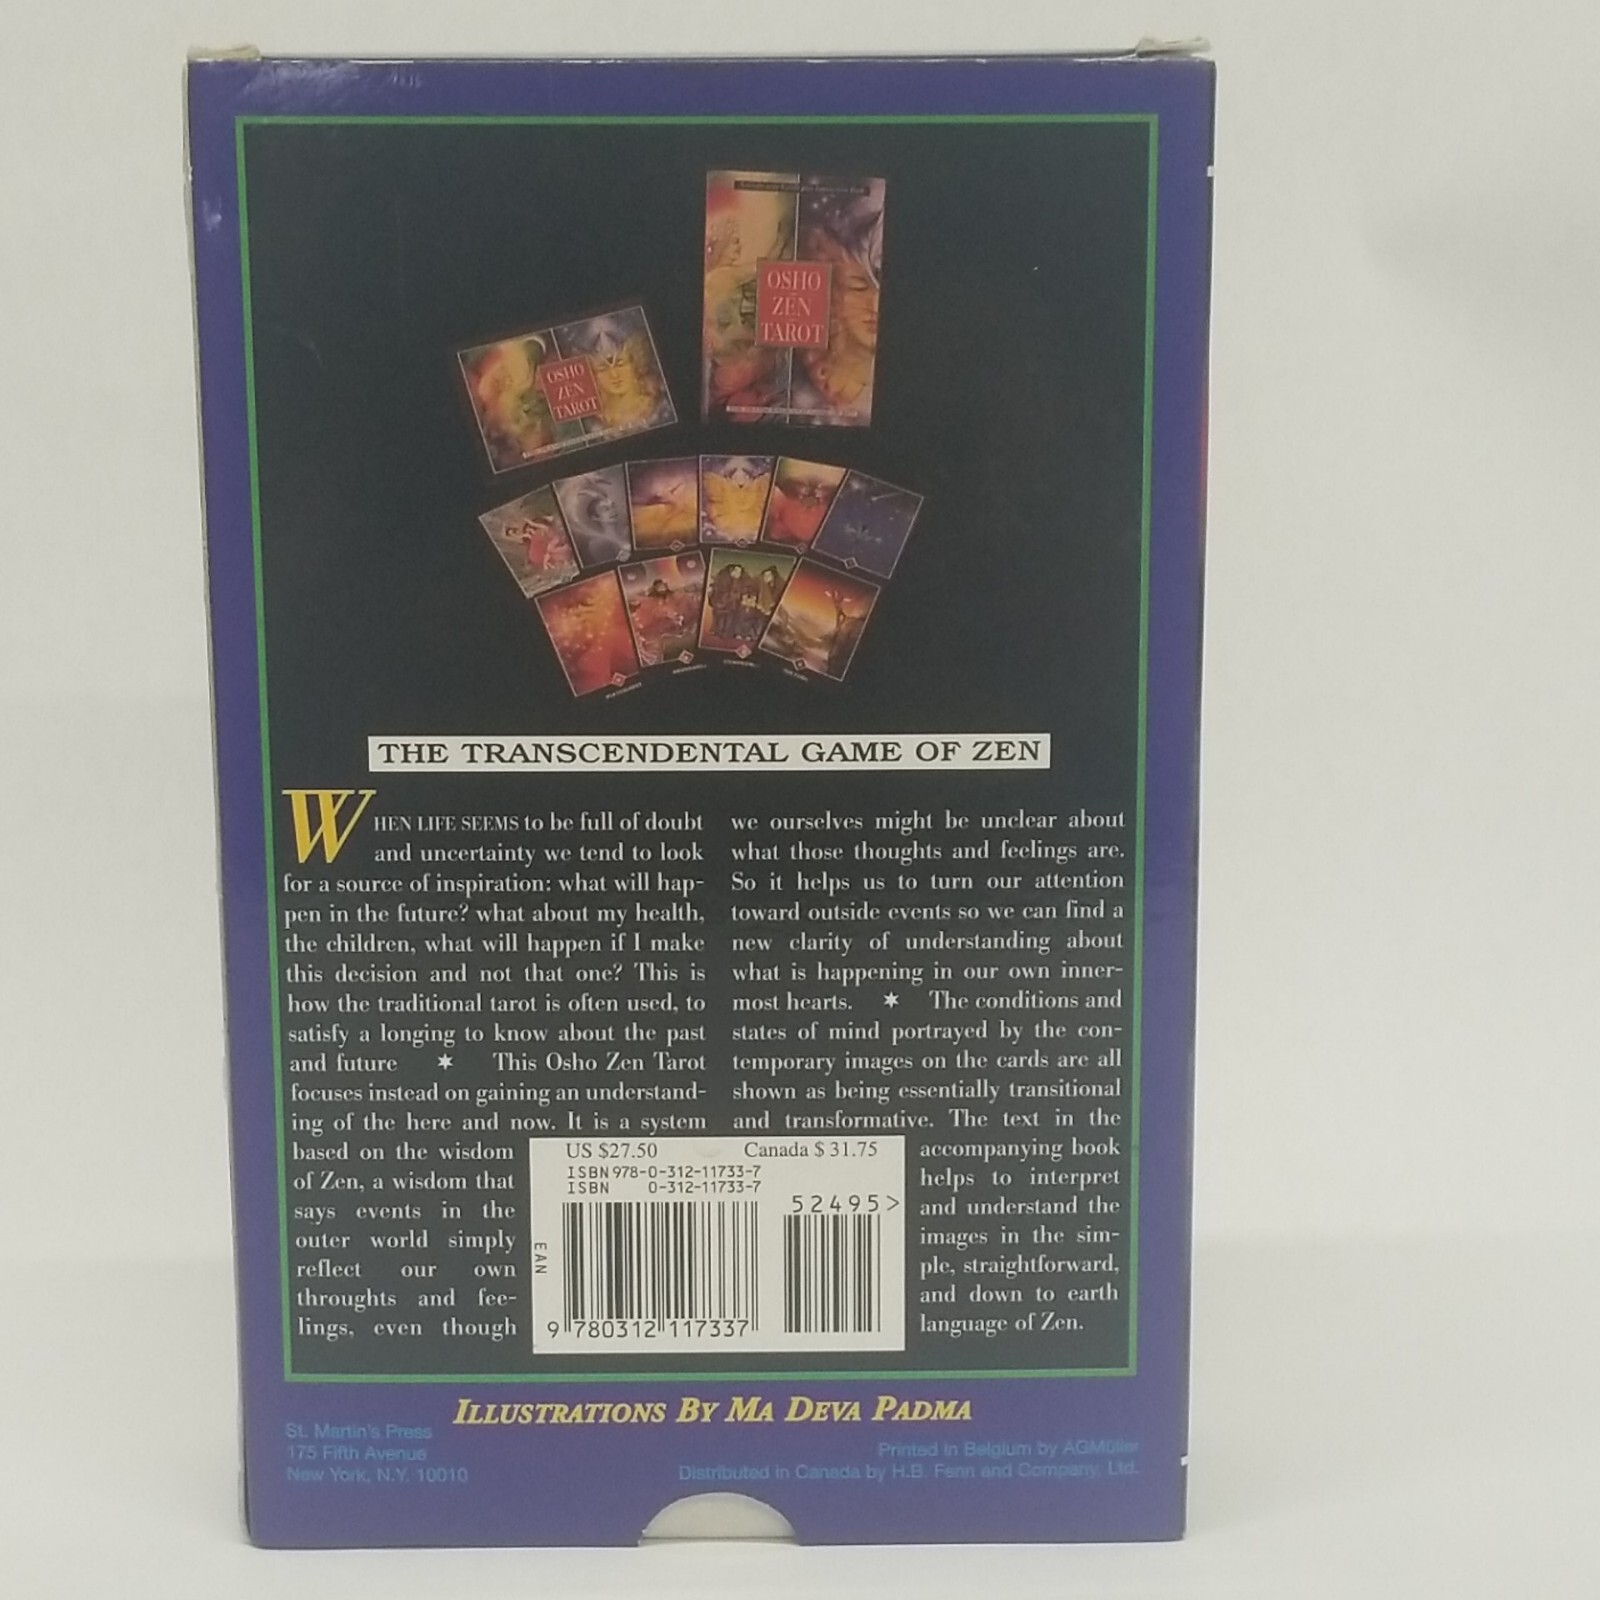 OSHO
ZEN
TAROT
OSHO
ZEN
TAROT
THE TRANSCENDENTAL GAME OF ZEN
WHEN LIFE SEEMS to be full of doubt
and uncertainty we tend to look
for a source of inspiration: what will hap-
pen in the future? what about my health,
the children, what will happen if I make
this decision and not that one? This is
how the traditional tarot is often used, to
satisfy a longing to know about the past
and future ✶ This Osho Zen Tarot
focuses instead on gaining an understand-
ing of the here and now. It is a system
based on the wisdom
of Zen, a wisdom that
says events in the
outer world simply
reflect our own
throughts and fee-
lings, even though
we ourselves might be unclear about
what those thoughts and feelings are.
So it helps us to turn our attention
toward outside events so we can find a
new clarity of understanding about
what is happening in our own inner-
most hearts. ✶ The conditions and
states of mind portrayed by the con-
temporary images on the cards are all
shown as being essentially transitional
and transformative. The text in the
accompanying book
helps to interpret
and understand the
images in the sim-
ple, straightforward,
and down to earth
language of Zen.
US $27.50 Canada $ 31.75
ISBN 978-0-312-11733-7
ISBN 0-312-11733-7
52495>
EAN
9 780312 117337
ILLUSTRATIONS BY MA DEVA PADMA
St. Martin's Press
175 Fifth Avenue
New York, N.Y. 10010
Printed in Belgium by AGMüller
Distributed in Canada by H.B. Fenn and Company, Ltd.